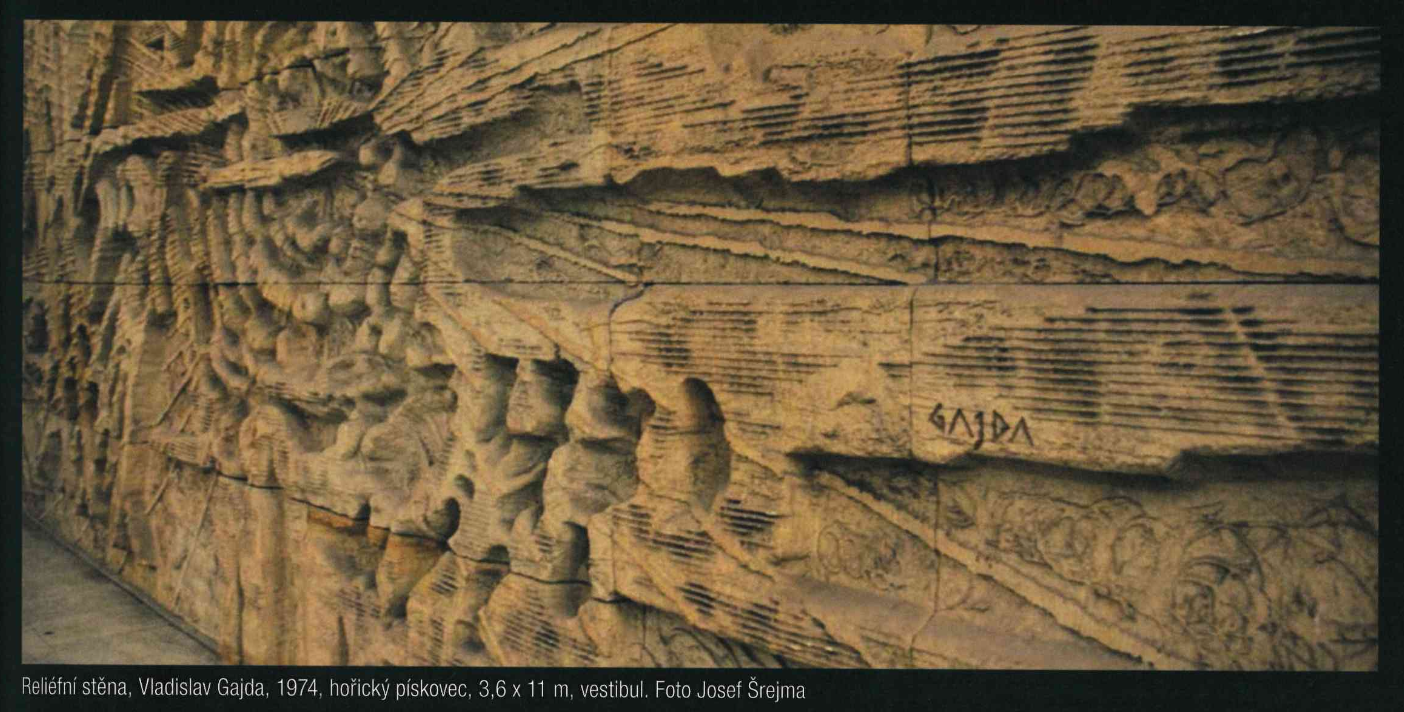 GAJDA
Reliéfní stěna, Vladislav Gajda, 1974, hořický pískovec, 3,6 x 11 m, vestibul. Foto Josef Šrejma